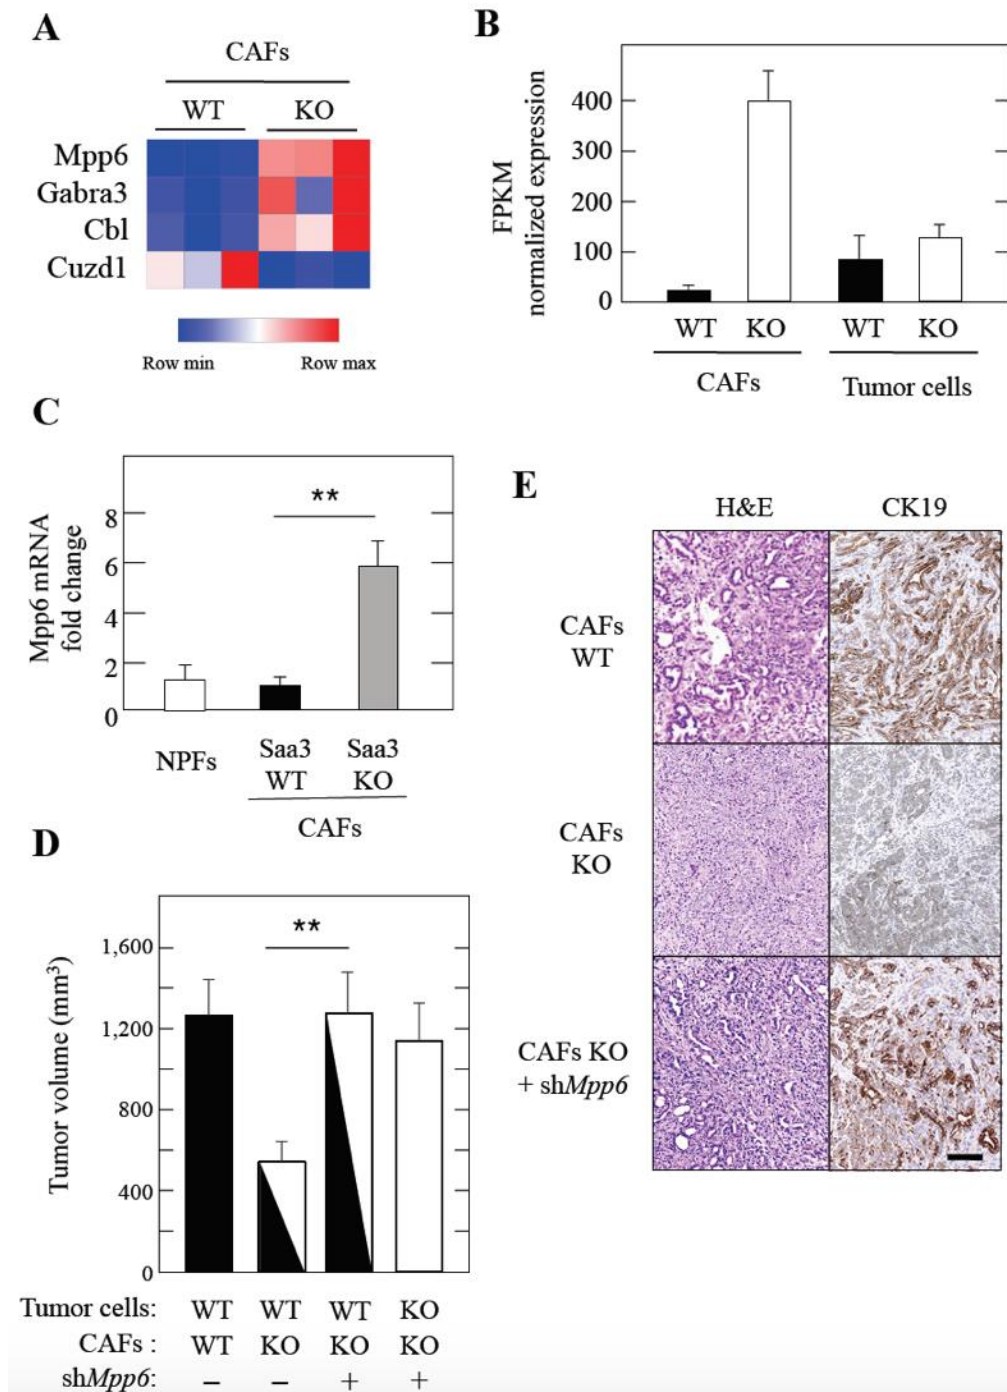 A
CAFs
WT KO
Mpp6
Gabra3
Cbl
Cuzd1
Row min Row max
B
FPKM
normalized expression
400
300
200
100
0
WT KO WT KO
CAFs Tumor cells
C
Mpp6 mRNA
fold change
8
6
4
2
0
**
NPFs Saa3 WT Saa3 KO
CAFs
D
Tumor volume (mm³)
1,600
1,200
800
400
0
**
Tumor cells: WT WT WT KO
CAFs : WT KO KO KO
shMpp6: – – + +
E
H&E CK19
CAFs
WT
CAFs
KO
CAFs KO
+ shMpp6